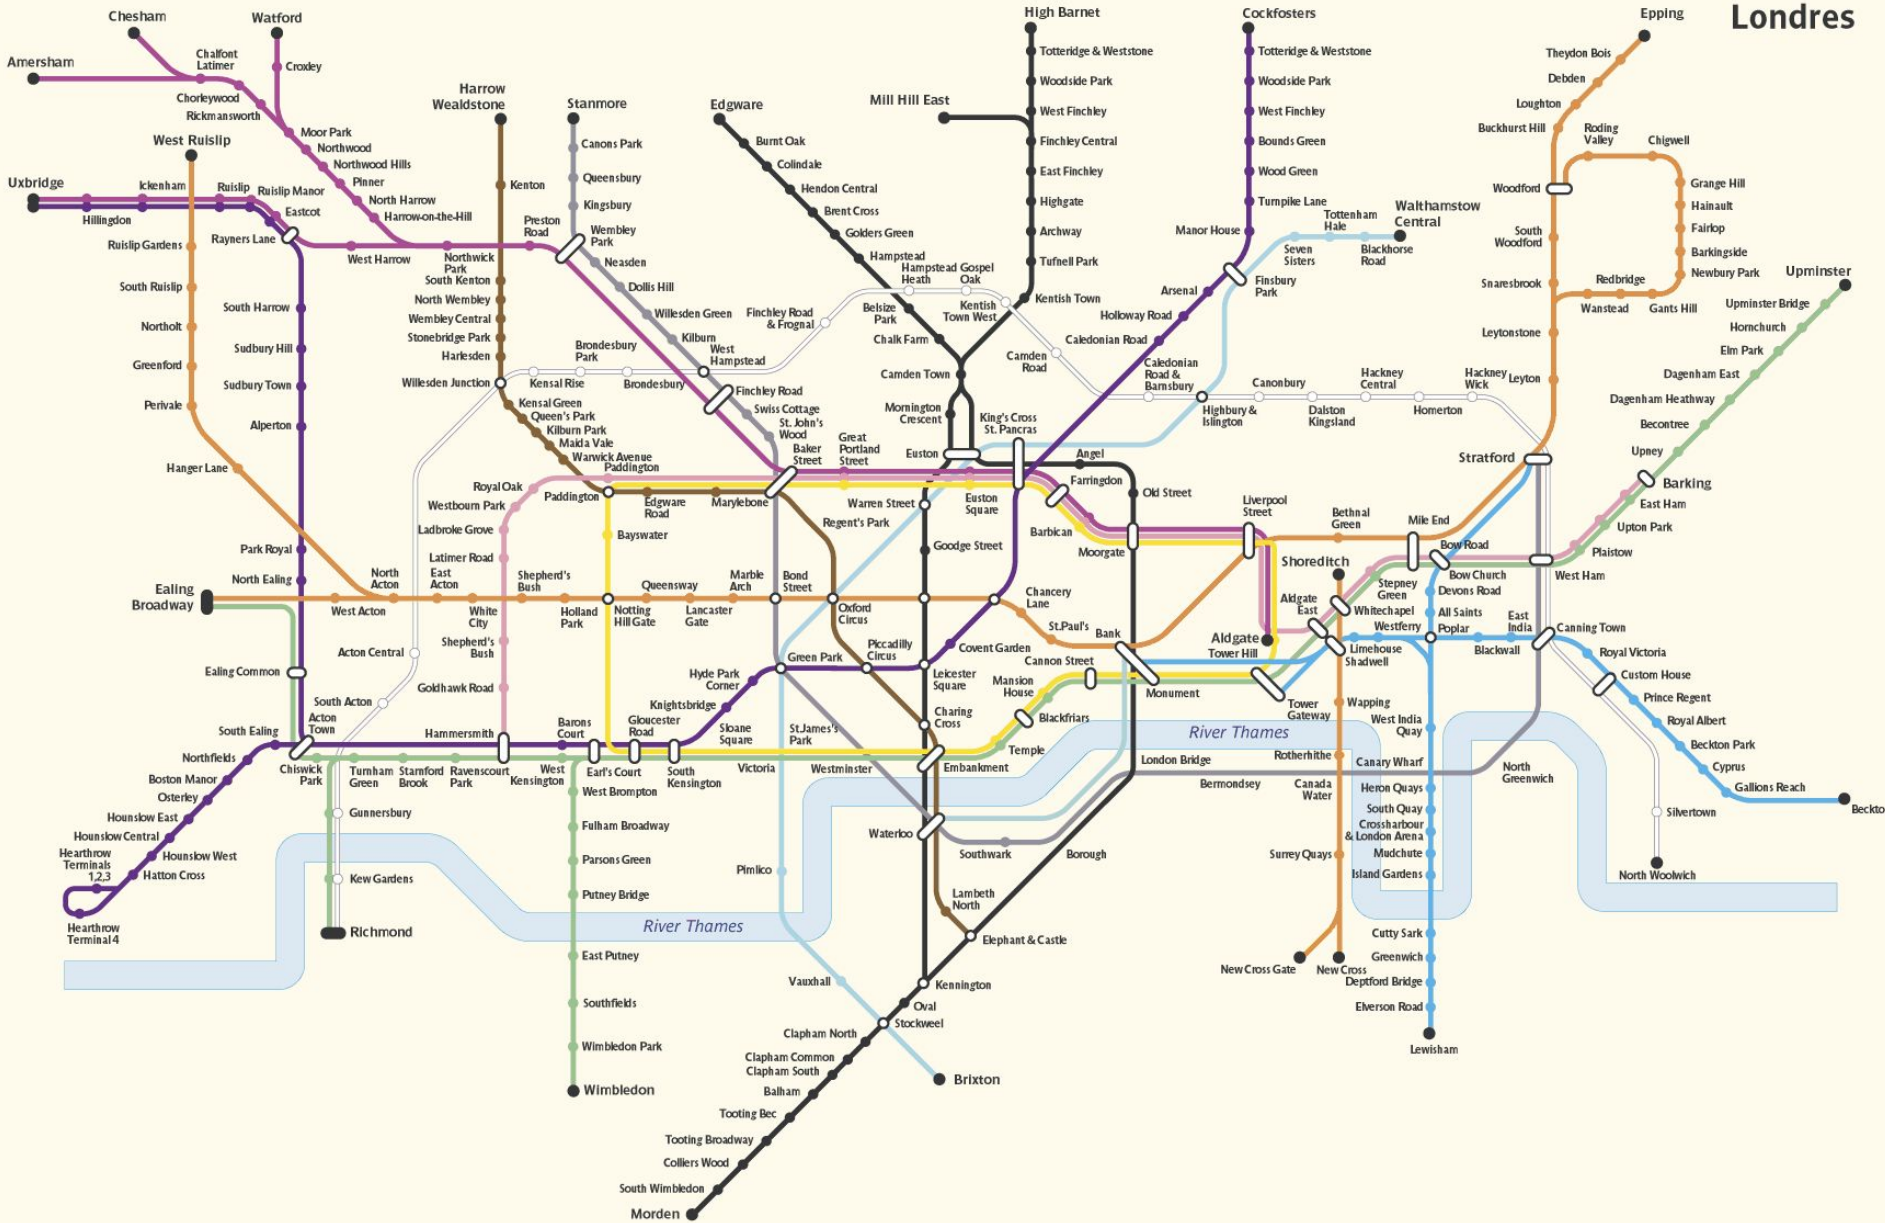 Londres
Chesham
Watford
Amersham
Chalfont
Latimer
Croxley
Chorleywood
Rickmansworth
Moor Park
Northwood
Northwood Hills
Pinner
North Harrow
Harrow-on-the-Hill
West Ruislip
Uxbridge
Ickenham
Ruislip
Ruislip Manor
Eastcot
Hillingdon
Rayners Lane
West Harrow
Northwick
Park
Preston
Road
Wembley
Park
Harrow
Wealdstone
Stanmore
Canons Park
Queensbury
Kingsbury
Kenton
South Kenton
North Wembley
Wembley Central
Stonebridge Park
Harlesden
Willesden Junction
Neasden
Dollis Hill
Willesden Green
Kilburn
West
Hampstead
Finchley Road
Swiss Cottage
St. John's
Wood
Baker
Street
Edgware
Burnt Oak
Colindale
Hendon Central
Brent Cross
Golders Green
Hampstead
Hampstead
Heath
Gospel
Oak
Belsize
Park
Chalk Farm
Camden Town
Mornington
Crescent
Euston
Mill Hill East
High Barnet
Totteridge & Weststone
Woodside Park
West Finchley
Finchley Central
East Finchley
Highgate
Archway
Tufnell Park
Kentish Town
Kentish
Town West
Cockfosters
Totteridge & Weststone
Woodside Park
West Finchley
Bounds Green
Wood Green
Turnpike Lane
Manor House
Finsbury
Park
Arsenal
Holloway Road
Caledonian Road
Seven
Sisters
Tottenham
Hale
Blackhorse
Road
Walthamstow
Central
Finchley Road
& Frognal
Brondesbury
Park
Kensal Rise
Brondesbury
Camden
Road
Caledonian
Road &
Barnsbury
Highbury &
Islington
Canonbury
Dalston
Kingsland
Hackney
Central
Homerton
Hackney
Wick
Stratford
Epping
Theydon Bois
Debden
Loughton
Buckhurst Hill
Roding
Valley
Chigwell
Grange Hill
Hainault
Fairlop
Barkingside
Newbury Park
Gants Hill
Redbridge
Wanstead
Woodford
South
Woodford
Snaresbrook
Leytonstone
Leyton
Upminster
Upminster Bridge
Hornchurch
Elm Park
Dagenham East
Dagenham Heathway
Becontree
Upney
Barking
East Ham
Upton Park
Plaistow
West Ham
Ruislip Gardens
South Ruislip
Northolt
Greenford
Perivale
Hanger Lane
South Harrow
Sudbury Hill
Sudbury Town
Alperton
Park Royal
North Ealing
Ealing
Broadway
West Acton
North
Acton
East
Acton
White
City
Shepherd's
Bush
Holland
Park
Notting
Hill Gate
Queensway
Lancaster
Gate
Marble
Arch
Bond
Street
Oxford
Circus
Chancery
Lane
St.Paul's
Bank
Kensal Green
Queen's Park
Kilburn Park
Maida Vale
Warwick Avenue
Paddington
Paddington
Edgware
Road
Marylebone
Regent's Park
Royal Oak
Westbourn Park
Ladbroke Grove
Latimer Road
Shepherd's
Bush
Goldhawk Road
Hammersmith
Bayswater
Great
Portland
Street
Euston
Square
King's Cross
St. Pancras
Warren Street
Goodge Street
Angel
Old Street
Farringdon
Barbican
Moorgate
Liverpool
Street
Bethnal
Green
Mile End
Bow Road
Bow Church
Devons Road
All Saints
Poplar
Westferry
Limehouse
Shadwell
Stepney
Green
Whitechapel
Shoreditch
Aldgate
East
Aldgate
Tower Hill
Tower
Gateway
East
India
Blackwall
Canning Town
Royal Victoria
Custom House
Prince Regent
Royal Albert
Beckton Park
Cyprus
Gallions Reach
Beckto
Silvertown
North Woolwich
North
Greenwich
Acton Central
South Acton
Ealing Common
Acton
Town
South Ealing
Northfields
Boston Manor
Osterley
Hounslow East
Hounslow Central
Hounslow West
Hatton Cross
Hearthrow
Terminals
1,2,3
Hearthrow
Terminal 4
Chiswick
Park
Turnham
Green
Starnford
Brook
Ravenscourt
Park
West
Kensington
Barons
Court
Earl's Court
Gloucester
Road
South
Kensington
Knightsbridge
Hyde Park
Corner
Green Park
Piccadilly
Circus
Leicester
Square
Covent Garden
Charing
Cross
Sloane
Square
Victoria
St.James's
Park
Westminster
Embankment
Temple
Blackfriars
Mansion
House
Cannon Street
Monument
London Bridge
Bermondsey
Canada
Water
Canary Wharf
River Thames
River Thames
Wapping
Rotherhithe
Surrey Quays
New Cross Gate
New Cross
West India
Quay
Heron Quays
South Quay
Crossharbour
& London Arena
Mudchute
Island Gardens
Cutty Sark
Greenwich
Deptford Bridge
Elverson Road
Lewisham
Gunnersbury
Kew Gardens
Richmond
West Brompton
Fulham Broadway
Parsons Green
Putney Bridge
East Putney
Southfields
Wimbledon Park
Wimbledon
Pimlico
Vauxhall
Stockweel
Brixton
Waterloo
Southwark
Borough
Lambeth
North
Elephant & Castle
Kennington
Oval
Clapham North
Clapham Common
Clapham South
Balham
Tooting Bec
Tooting Broadway
Colliers Wood
South Wimbledon
Morden